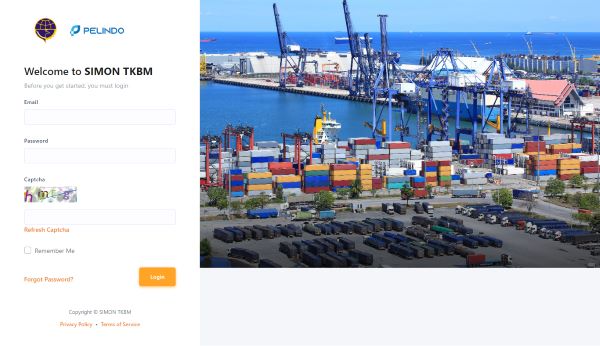 PELINDO
Welcome to SIMON TKBM
Before you get started, you must login
Email
Password
Captcha
Refresh Captcha
Remember Me
Forgot Password?
Login
Copyright © SIMON TKBM
Privacy Policy • Terms of Service